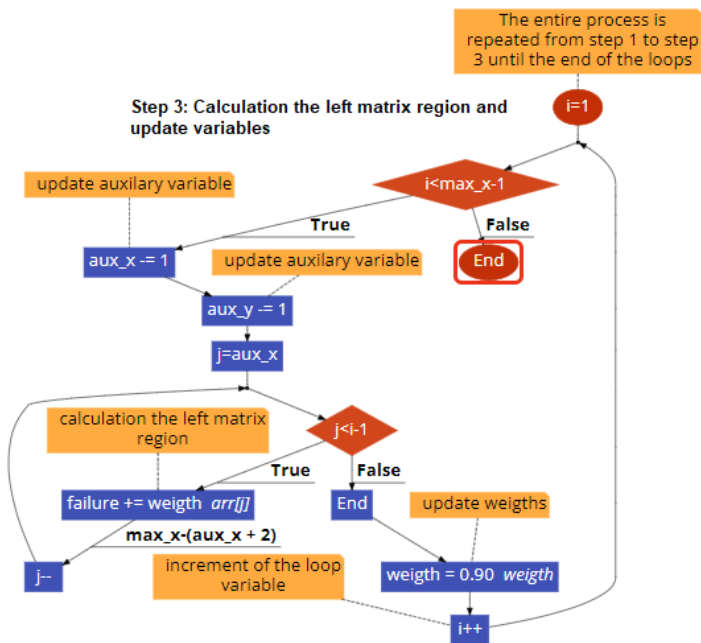 The entire process is
repeated from step 1 to step
3 until the end of the loops
i=1
Step 3: Calculation the left matrix region and
update variables
i<max_x-1
update auxilary variable
True
False
aux_x -= 1
update auxilary variable
End
aux_y -= 1
j=aux_x
calculation the left matrix
region
j<i-1
True
False
failure += weigth arr[j]
End
update weigths
max_x-(aux_x + 2)
j--
increment of the loop
variable
weigth = 0.90 weigth
i++